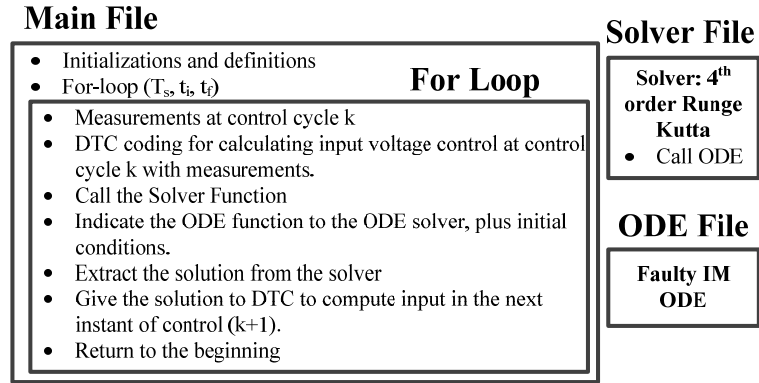 Main File
• Initializations and definitions
• For-loop (Ts, ti, tf)
For Loop
• Measurements at control cycle k
• DTC coding for calculating input voltage control at control
cycle k with measurements.
• Call the Solver Function
• Indicate the ODE function to the ODE solver, plus initial
conditions.
• Extract the solution from the solver
• Give the solution to DTC to compute input in the next
instant of control (k+1).
• Return to the beginning
Solver File
Solver: 4th
order Runge
Kutta
• Call ODE
ODE File
Faulty IM
ODE